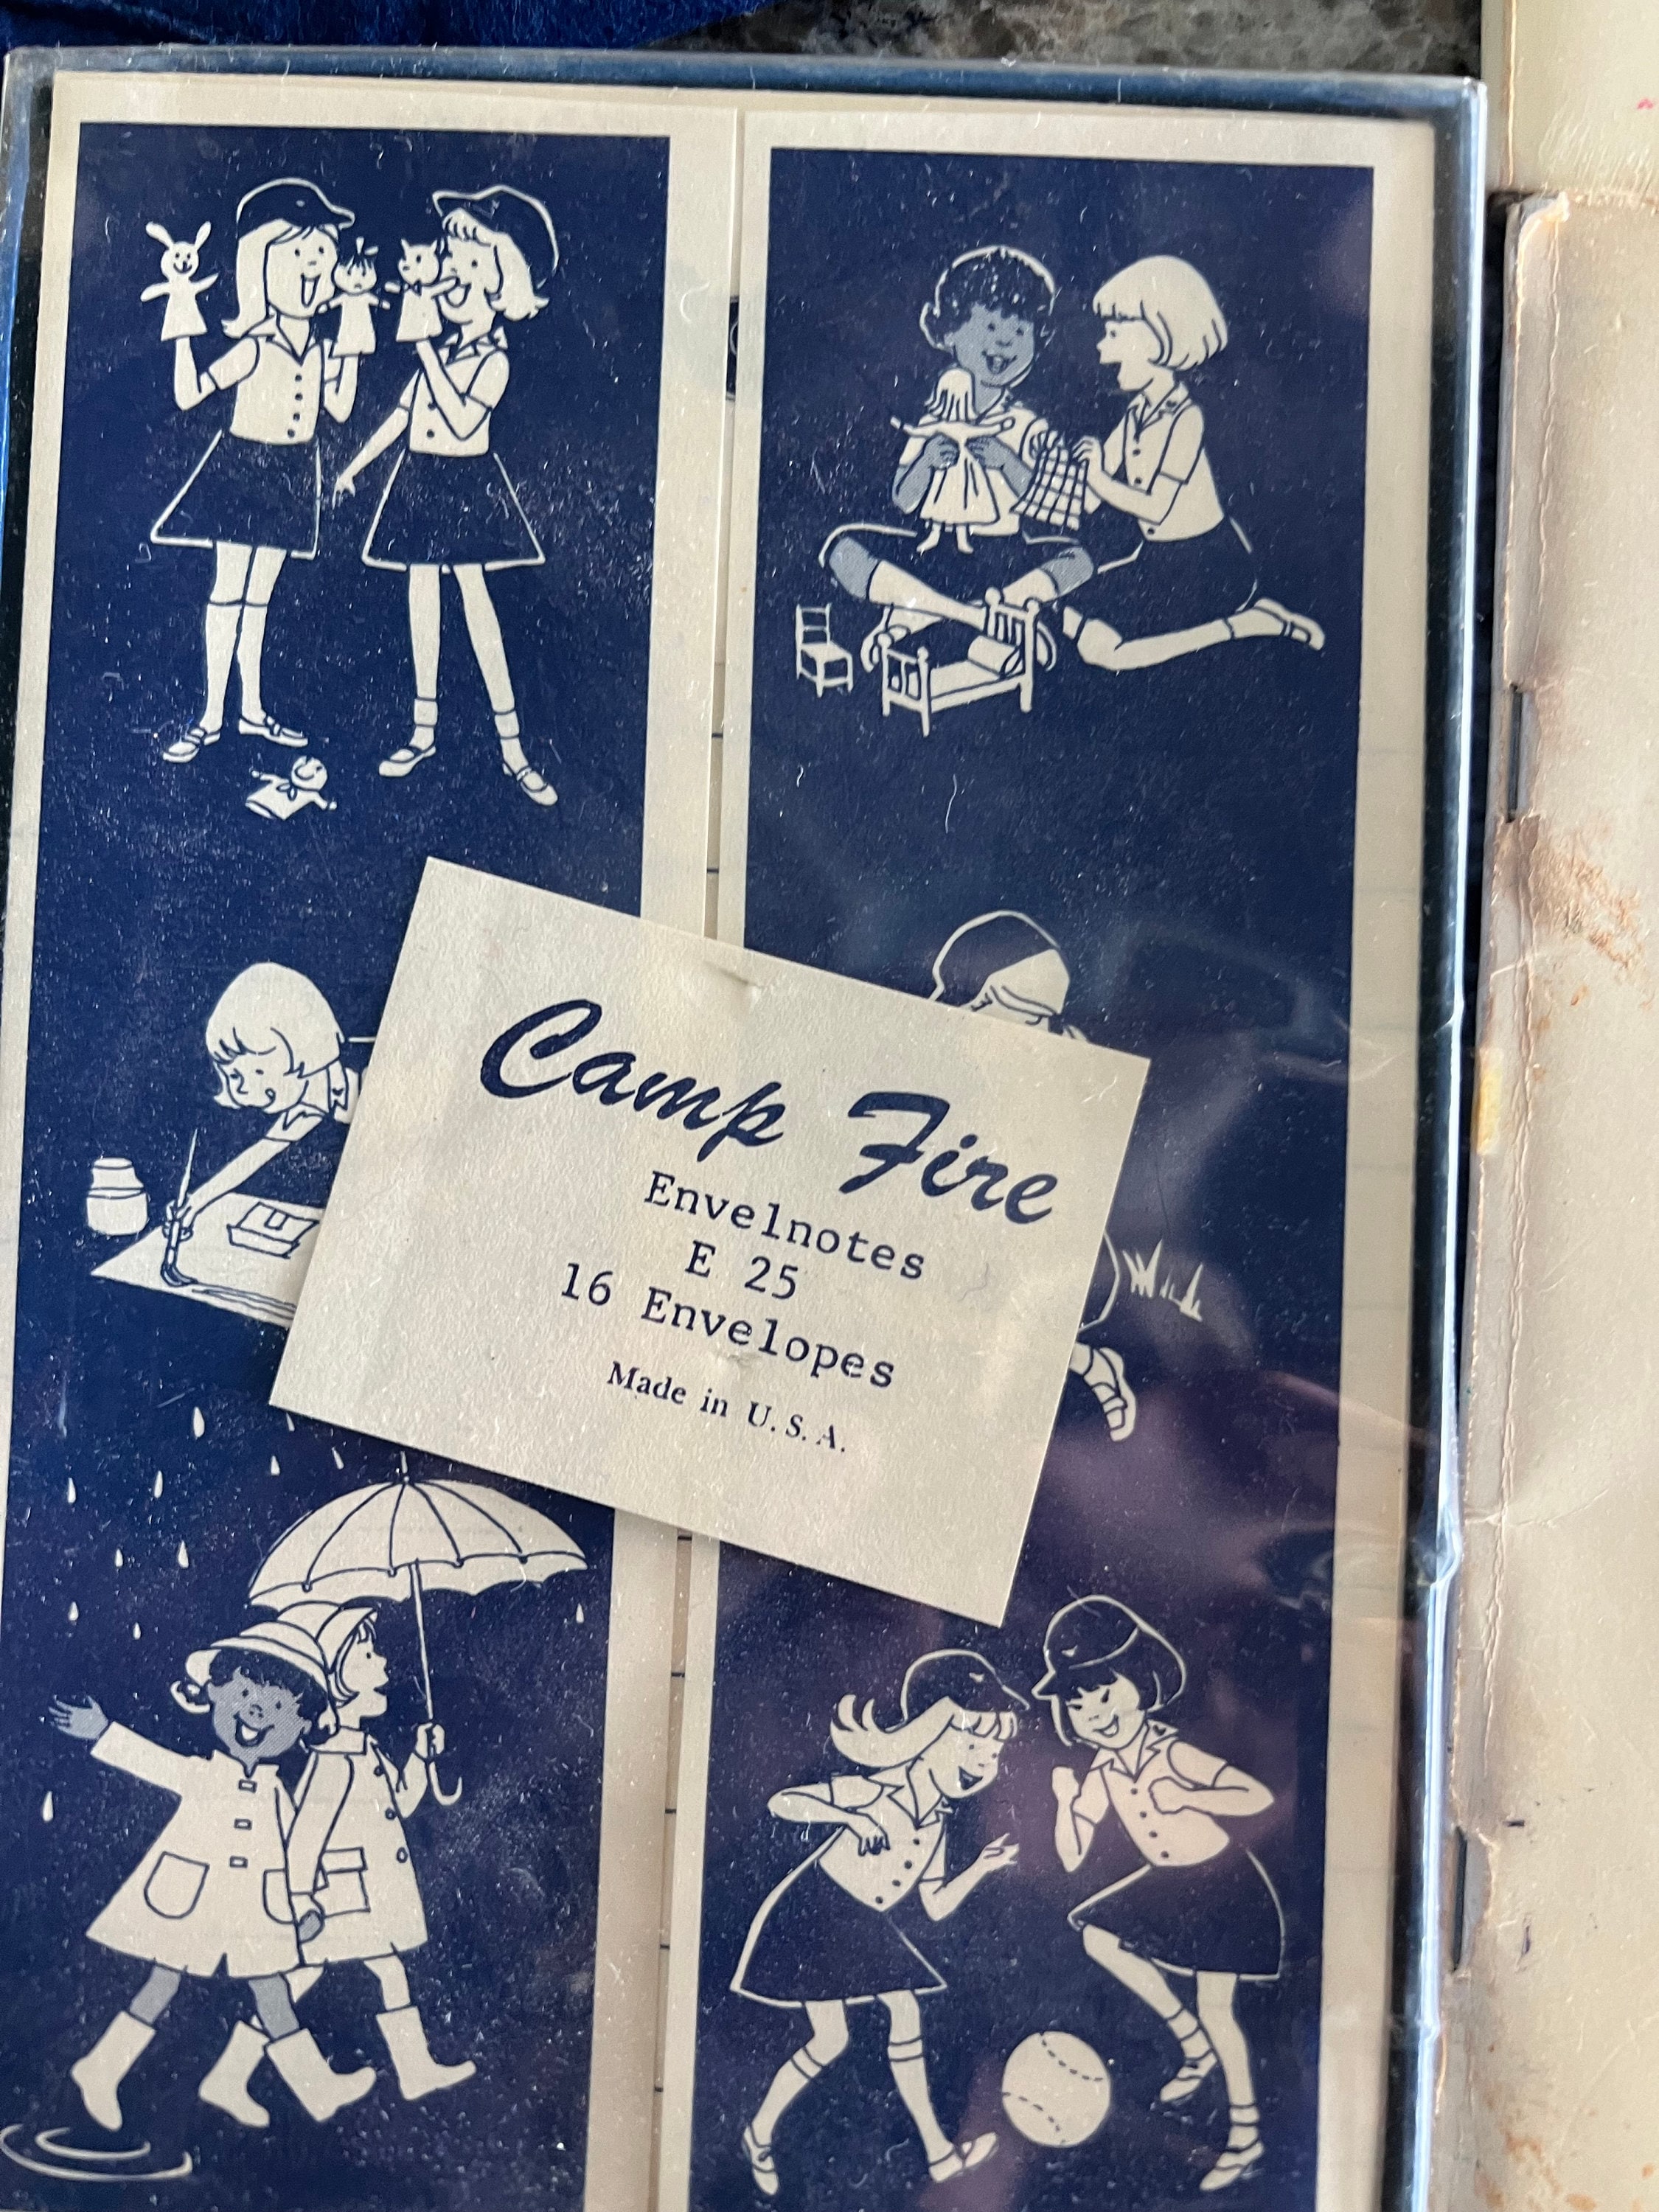 Camp Fire
Envelnotes
E 25
16 Envelopes
Made in U.S.A.